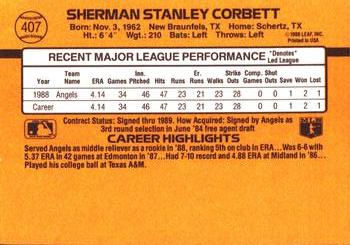 407
SHERMAN STANLEY CORBETT
Born: Nov. 3, 1962 New Braunfels, TX Home: Schertz, TX
Ht.: 6'4" Wgt.: 210 Bats: Left Throws: Left
© 1988 LEAF, INC.
Printed in USA
RECENT MAJOR LEAGUE PERFORMANCE "Denotes" Led League
Year Team Name ERA Games Inn. Pitched Hits Rr. Er. Runs Walks Strike Outs Comp. Games Shut Outs Save Won Lost
1988 Angels 4.14 34 46 47 23 21 23 28 1 2 1
Career 4.14 34 46 47 23 21 23 28 1 2 1
Contract Status: Signed thru 1989. How Acquired: Signed by Angels as
3rd round selection in June '84 free agent draft
CAREER HIGHLIGHTS
MLB
Served Angels as middle reliever as a rookie in '88, ranking 5th on club in ERA... Was 6-6 with
5.37 ERA in 42 games at Edmonton in '87...Had 7-10 record and 4.88 ERA at Midland in '86...
Played his college ball at Texas A&M.